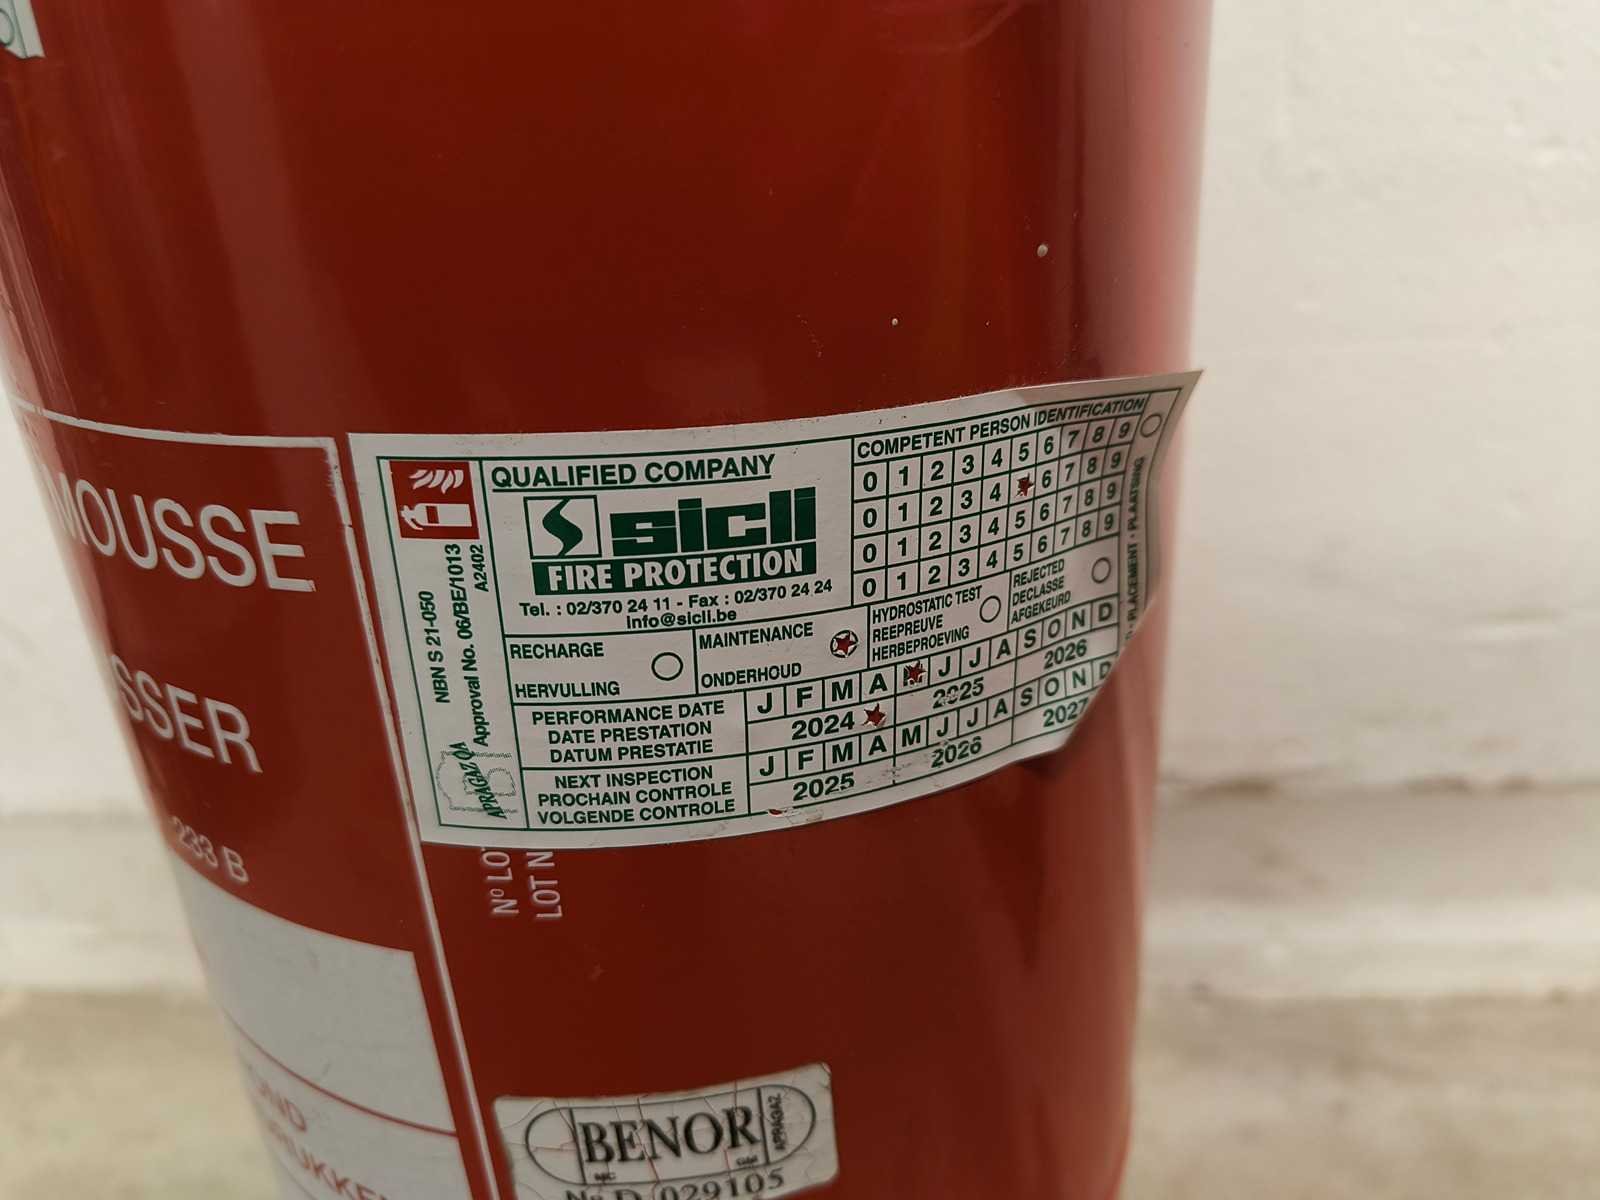 MOUSSE
233 B
NBN S 21-050
Approval No. 06/BE/1013
A2402
APRAGAZ QA
QUALIFIED COMPANY
sicli
FIRE PROTECTION
Tel. : 02/370 24 11 - Fax : 02/370 24 24
info@sicli.be
COMPETENT PERSON IDENTIFICATION
0 1 2 3 4 5 6 7 8 9
0 1 2 3 4 6 7 8 9
0 1 2 3 4 5 6 7 8 9
0 1 2 3 4 5 6 7 8 9
PLACEMENT - PLAATSING
RECHARGE
HERVULLING
MAINTENANCE
ONDERHOUD
HYDROSTATIC TEST
REEPREUVE
HERBEPROEVING
REJECTED
DECLASSE
AFGEKEURD
PERFORMANCE DATE
DATE PRESTATION
DATUM PRESTATIE
J F M A J J A S O N D
2024 2025 2026
NEXT INSPECTION
PROCHAIN CONTROLE
VOLGENDE CONTROLE
J F M A M J J A S O N D
2025 2026 2027
Nº LO
LOT N
BENOR
APRAGAZ
No D 029105